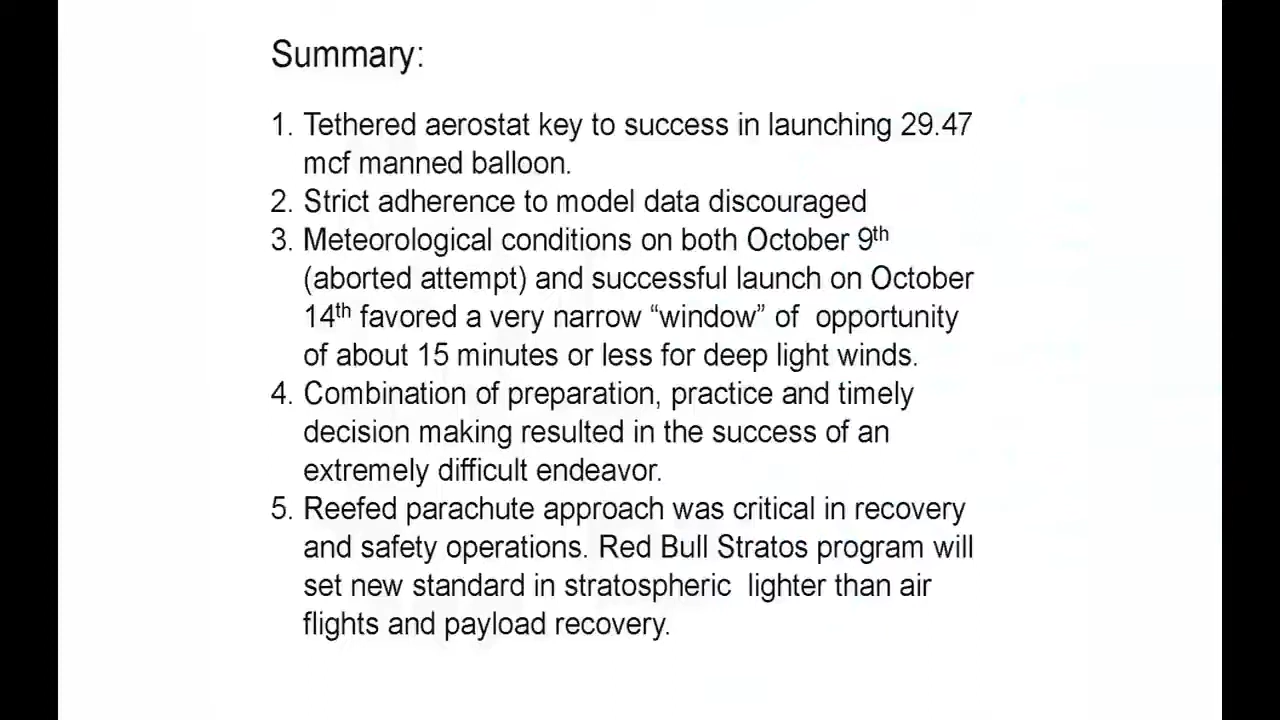 Summary:
1. Tethered aerostat key to success in launching 29.47
mcf manned balloon.
2. Strict adherence to model data discouraged
3. Meteorological conditions on both October 9th
(aborted attempt) and successful launch on October
14th favored a very narrow “window” of  opportunity
of about 15 minutes or less for deep light winds.
4. Combination of preparation, practice and timely
decision making resulted in the success of an
extremely difficult endeavor.
5. Reefed parachute approach was critical in recovery
and safety operations. Red Bull Stratos program will
set new standard in stratospheric  lighter than air
flights and payload recovery.